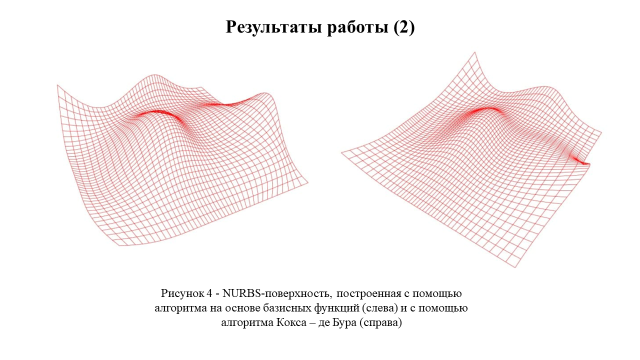 Результаты работы (2)
Рисунок 4 - NURBS-поверхность, построенная с помощью
алгоритма на основе базисных функций (слева) и с помощью
алгоритма Кокса – де Бура (справа)